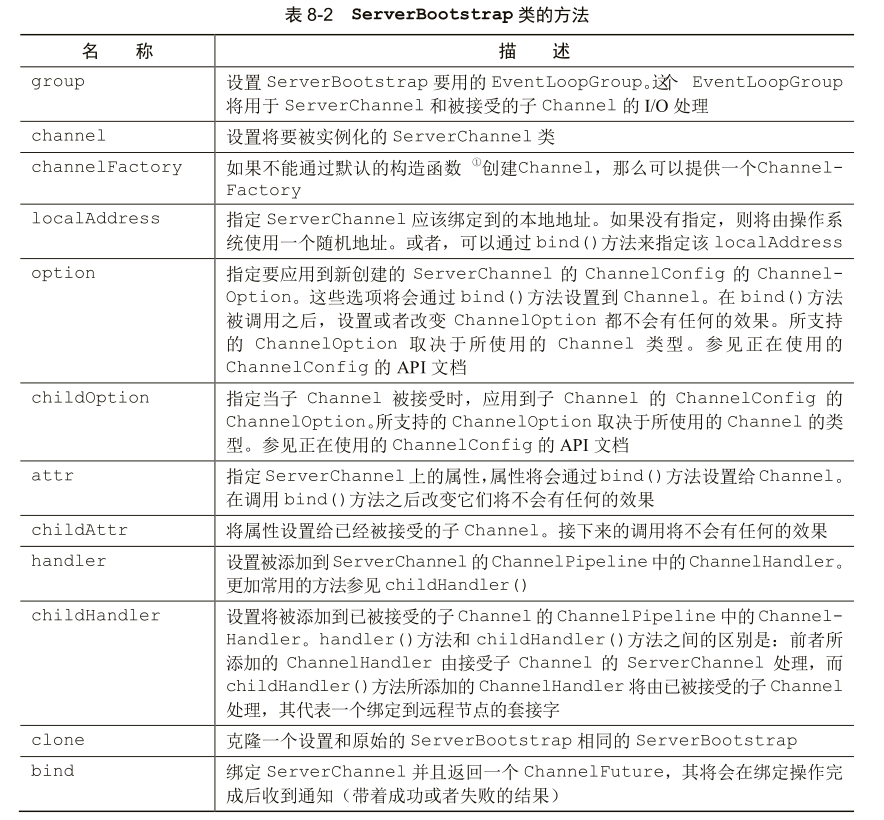 表 8-2 ServerBootstrap 类的方法
名 称 描 述
group 设置 ServerBootstrap 要用的 EventLoopGroup。这个 EventLoopGroup
将用于 ServerChannel 和被接受的子 Channel 的 I/O 处理
channel 设置将要被实例化的 ServerChannel 类
channelFactory 如果不能通过默认的构造函数①创建Channel，那么可以提供一个Channel-
Factory
localAddress 指定 ServerChannel 应该绑定到的本地地址。如果没有指定，则将由操作系
统使用一个随机地址。或者，可以通过 bind()方法来指定该 localAddress
option 指定要应用到新创建的 ServerChannel 的 ChannelConfig 的 Channel-
Option。这些选项将会通过 bind()方法设置到 Channel。在 bind()方法
被调用之后，设置或者改变 ChannelOption 都不会有任何的效果。所支持
的 ChannelOption 取决于所使用的 Channel 类型。参见正在使用的
ChannelConfig 的 API 文档
childOption 指定当子 Channel 被接受时，应用到子 Channel 的 ChannelConfig 的
ChannelOption。所支持的 ChannelOption 取决于所使用的 Channel 的类
型。参见正在使用的 ChannelConfig 的 API 文档
attr 指定 ServerChannel 上的属性，属性将会通过 bind()方法设置给 Channel。
在调用 bind()方法之后改变它们将不会有任何的效果
childAttr 将属性设置给已经被接受的子 Channel。接下来的调用将不会有任何的效果
handler 设置被添加到 ServerChannel 的 ChannelPipeline 中的 ChannelHandler。
更加常用的方法参见 childHandler()
childHandler 设置将被添加到已被接受的子 Channel 的 ChannelPipeline 中的 Channel-
Handler。handler()方法和 childHandler()方法之间的区别是：前者所
添加的 ChannelHandler 由接受子 Channel 的 ServerChannel 处理，而
childHandler()方法所添加的 ChannelHandler 将由已被接受的子 Channel
处理，其代表一个绑定到远程节点的套接字
clone 克隆一个设置和原始的 ServerBootstrap 相同的 ServerBootstrap
bind 绑定 ServerChannel 并且返回一个 ChannelFuture，其将会在绑定操作完
成后收到通知（带着成功或者失败的结果）